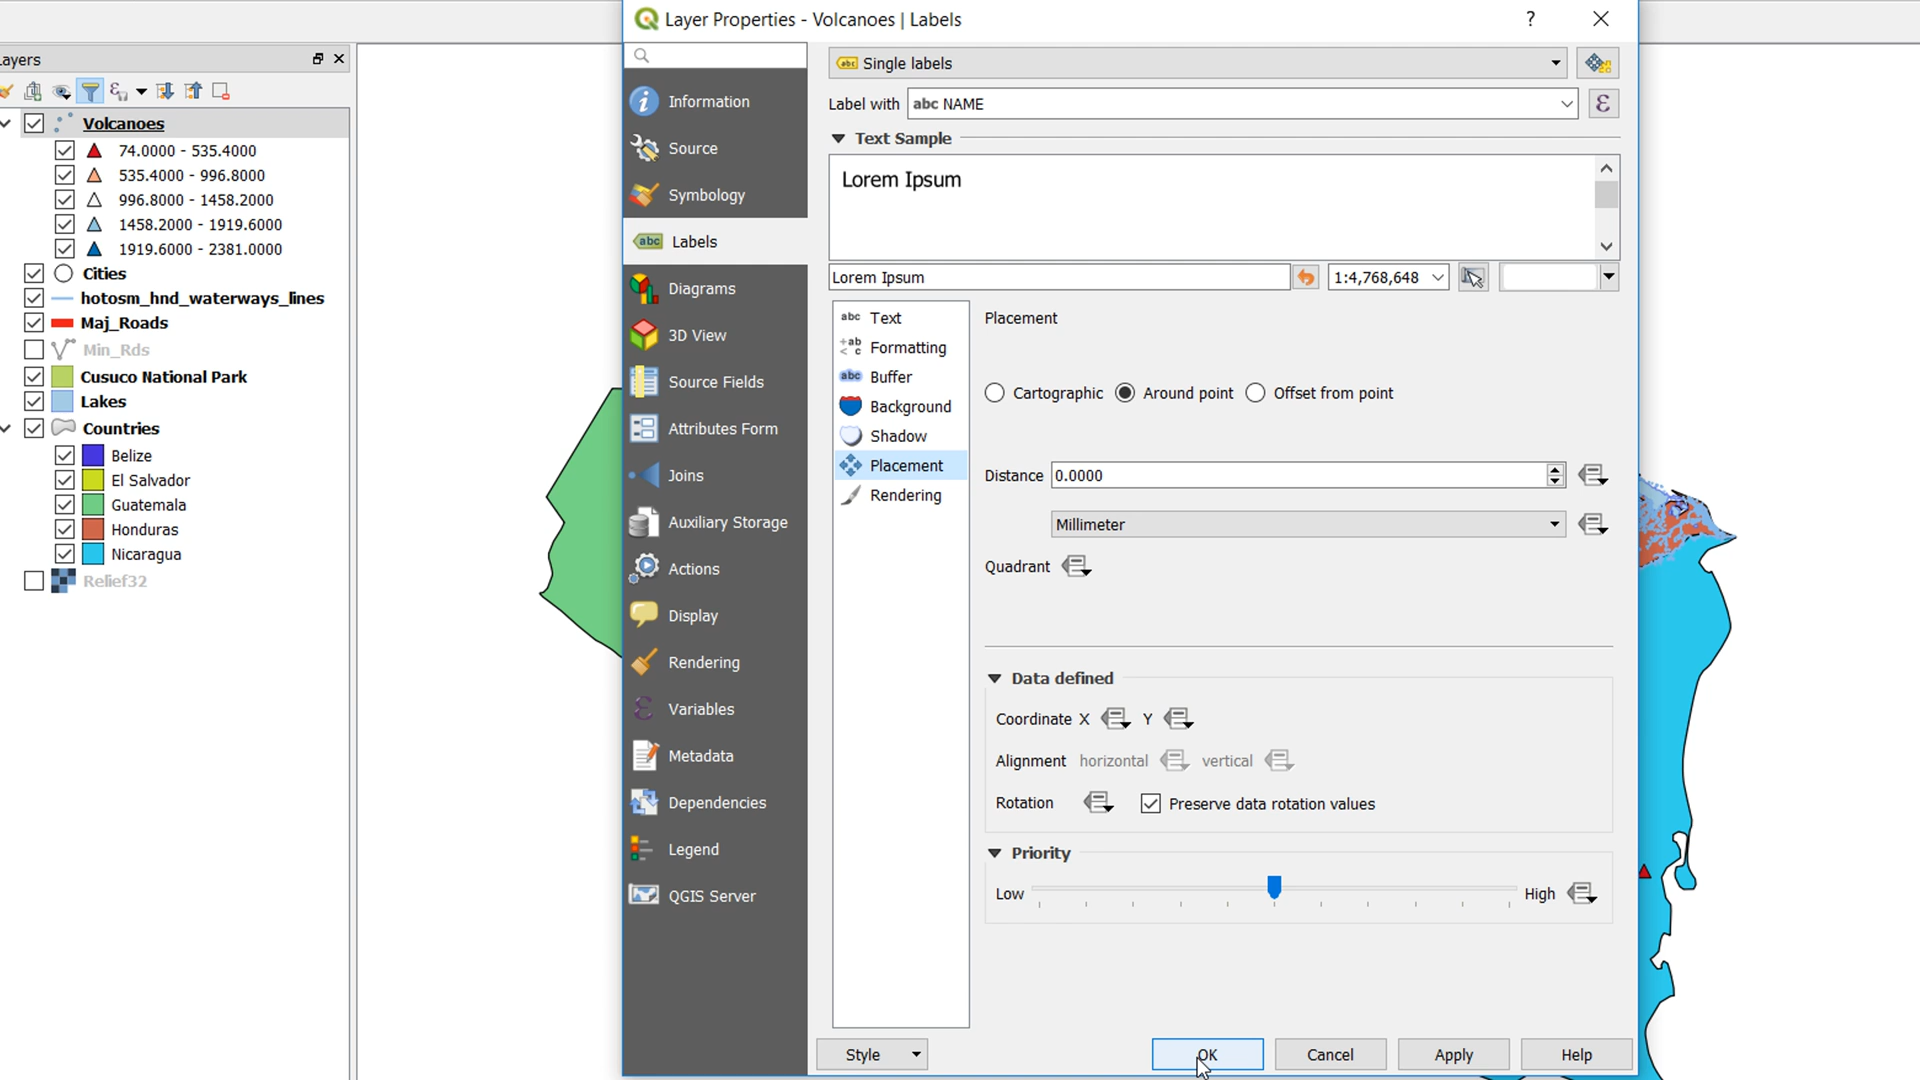 Layer Properties - Volcanoes | Labels
?
ayers
Volcanoes
74.0000 - 535.4000
535.4000 - 996.8000
996.8000 - 1458.2000
1458.2000 - 1919.6000
1919.6000 - 2381.0000
Cities
hotosm_hnd_waterways_lines
Maj_Roads
Min_Rds
Cusuco National Park
Lakes
Countries
Belize
El Salvador
Guatemala
Honduras
Nicaragua
Relief32
Information
Source
Symbology
abc Labels
Diagrams
3D View
Source Fields
Attributes Form
Joins
Auxiliary Storage
Actions
Display
Rendering
Variables
Metadata
Dependencies
Legend
QGIS Server
abc Single labels
Label with abc NAME ε
Text Sample
Lorem Ipsum
Lorem Ipsum 1:4,768,648
abc Text
+ab < c Formatting
abc Buffer
Background
Shadow
Placement
Rendering
Placement
Cartographic Around point Offset from point
Distance 0.0000
Millimeter
Quadrant
Data defined
Coordinate X Y
Alignment horizontal vertical
Rotation Preserve data rotation values
Priority
Low High
Style OK Cancel Apply Help